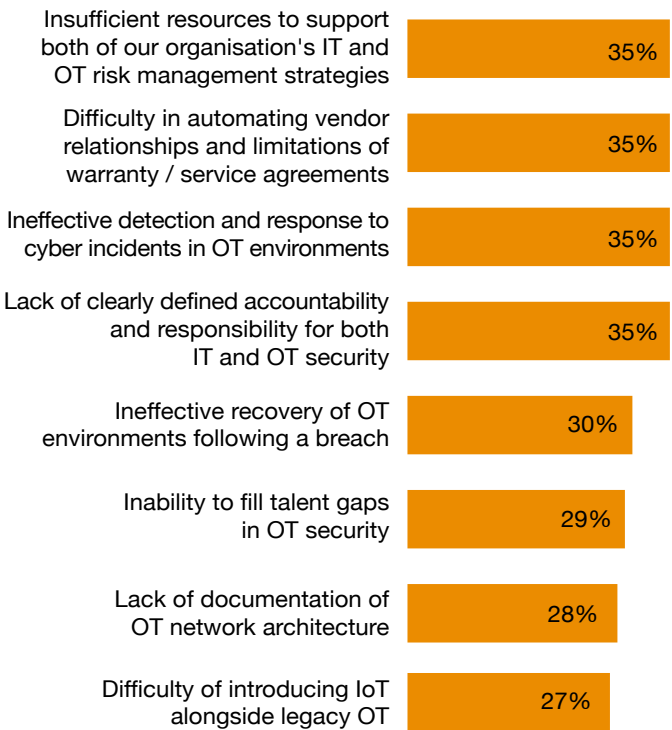 Insufficient resources to support
both of our organisation's IT and
OT risk management strategies
35%
Difficulty in automating vendor
relationships and limitations of
warranty / service agreements
35%
Ineffective detection and response to
cyber incidents in OT environments
35%
Lack of clearly defined accountability
and responsibility for both
IT and OT security
35%
Ineffective recovery of OT
environments following a breach
30%
Inability to fill talent gaps
in OT security
29%
Lack of documentation of
OT network architecture
28%
Difficulty of introducing IoT
alongside legacy OT
27%